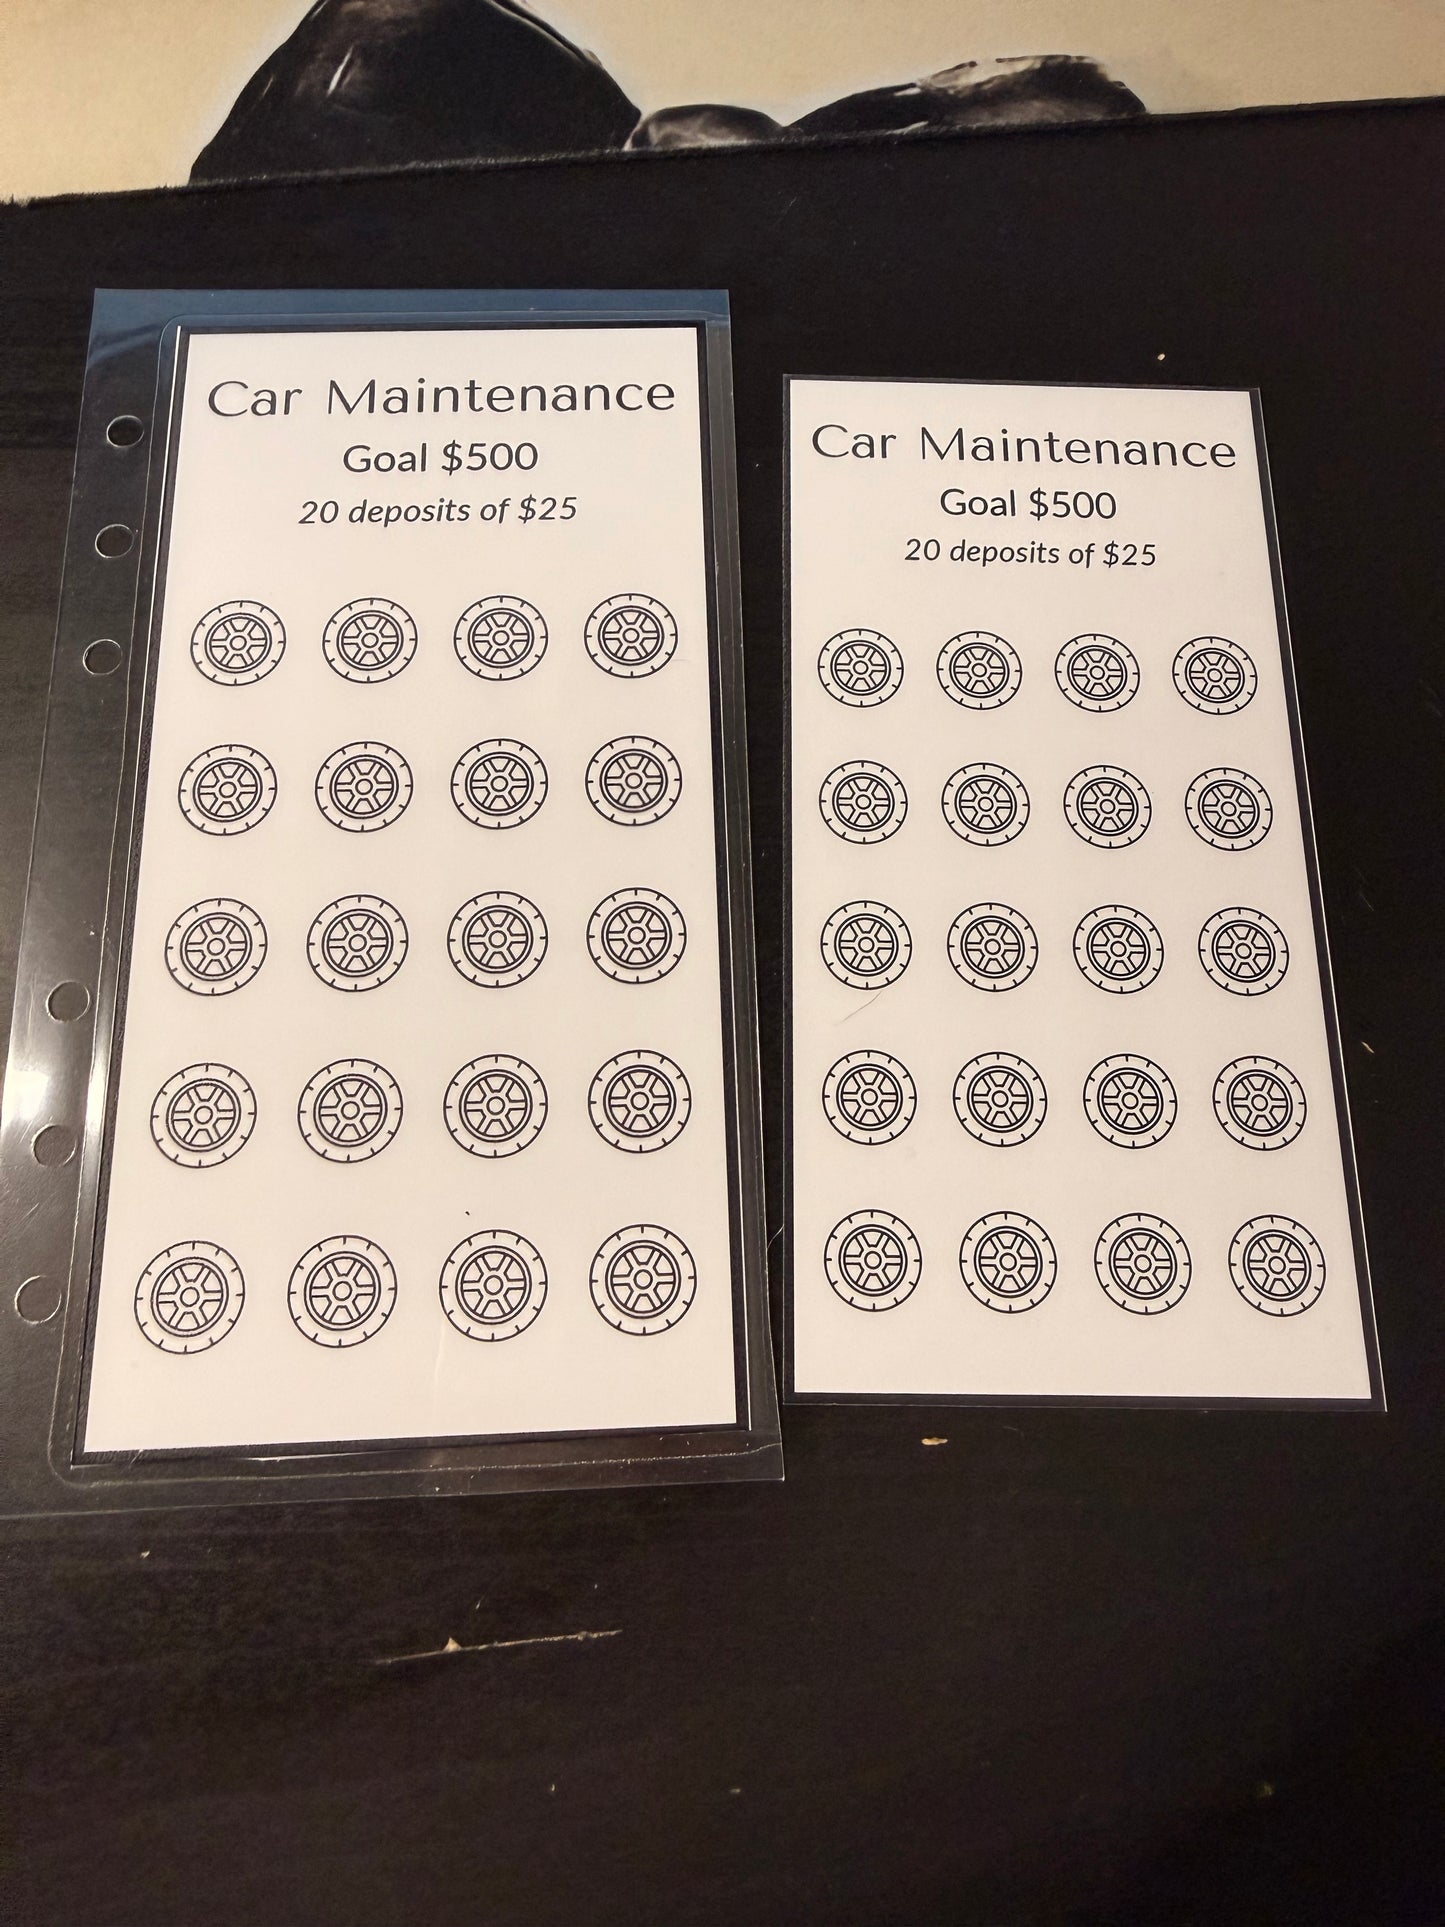 Car Maintenance
Goal $500
20 deposits of $25
Car Maintenance
Goal $500
20 deposits of $25